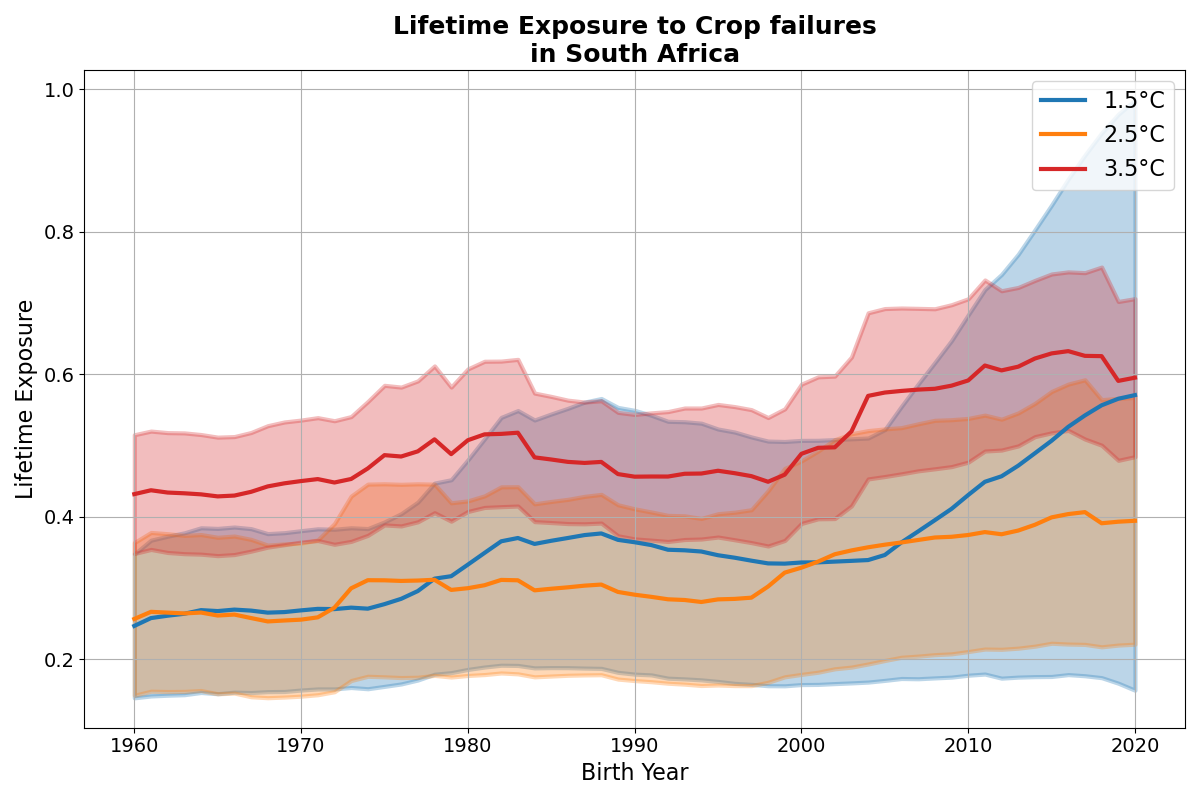 Lifetime Exposure to Crop failures
in South Africa
1.5°C
2.5°C
3.5°C
Lifetime Exposure
1.0
0.8
0.6
0.4
0.2
1960 1970 1980 1990 2000 2010 2020
Birth Year